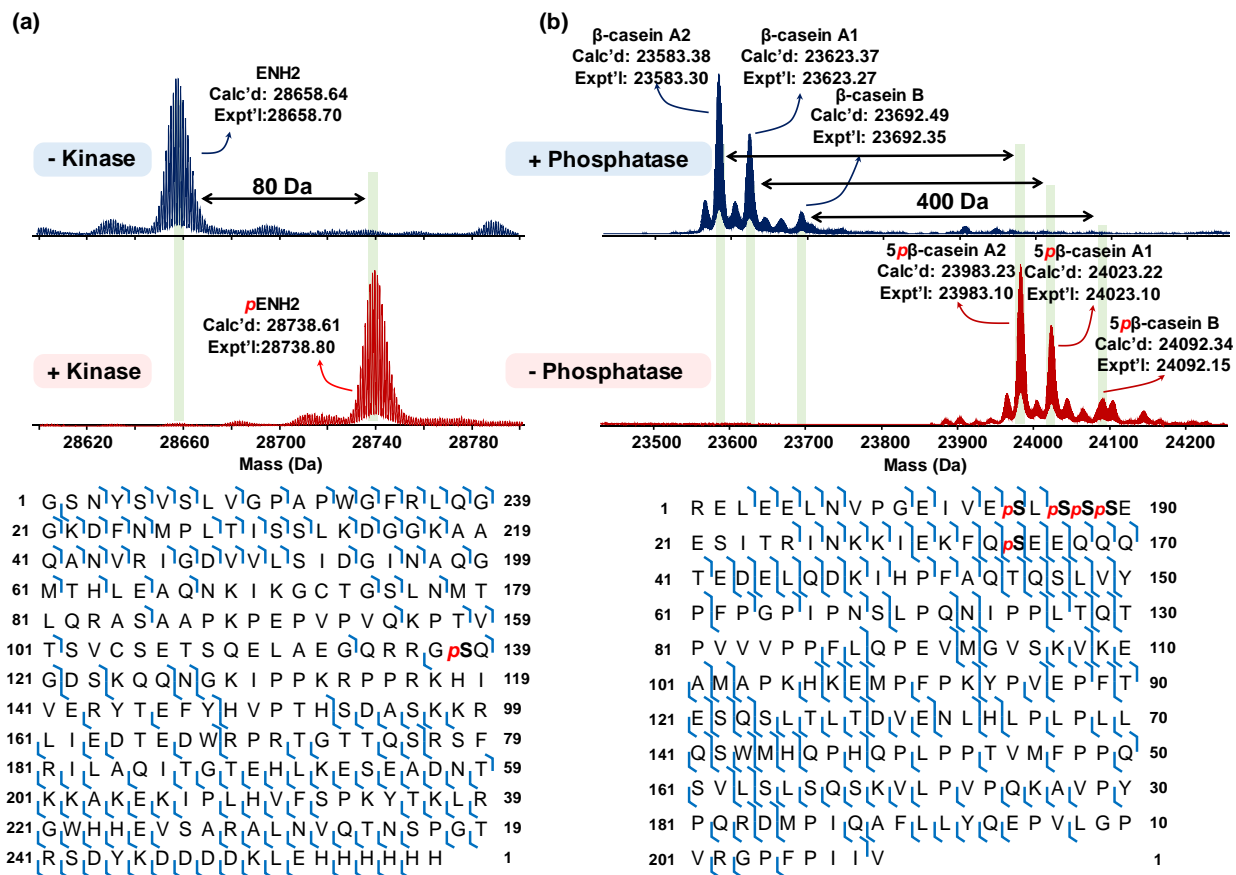 (a)
ENH2
Calc'd: 28658.64
Expt'l:28658.70
- Kinase
80 Da
pENH2
Calc'd: 28738.61
Expt'l:28738.80
+ Kinase
28620 28660 28700 28740 28780
Mass (Da)
1 G S N Y S V S L V G P A P W G F R L Q G 239
21 G K D F N M P L T I S S L K D G G K A A 219
41 Q A N V R I G D V V L S I D G I N A Q G 199
61 M T H L E A Q N K I K G C T G S L N M T 179
81 L Q R A S A A P K P E P V P V Q K P T V 159
101 T S V C S E T S Q E L A E G Q R R G pS Q 139
121 G D S K Q Q N G K I P P K R P P R K H I 119
141 V E R Y T E F Y H V P T H S D A S K K R 99
161 L I E D T E D W R P R T G T T Q S R S F 79
181 R I L A Q I T G T E H L K E S E A D N T 59
201 K K A K E K I P L H V F S P K Y T K L R 39
221 G W H H E V S A R A L N V Q T N S P G T 19
241 R S D Y K D D D D K L E H H H H H H 1
(b)
β-casein A2
Calc'd: 23583.38
Expt'l: 23583.30
β-casein A1
Calc'd: 23623.37
Expt'l: 23623.27
β-casein B
Calc'd: 23692.49
Expt'l: 23692.35
+ Phosphatase
400 Da
5pβ-casein A2
Calc'd: 23983.23
Expt'l: 23983.10
5pβ-casein A1
Calc'd: 24023.22
Expt'l: 24023.10
5pβ-casein B
Calc'd: 24092.34
Expt'l: 24092.15
- Phosphatase
23500 23600 23700 23800 23900 24000 24100 24200
Mass (Da)
1 R E L E E L N V P G E I V E pS L pS pS pS E 190
21 E S I T R I N K K I E K F Q pS E E Q Q Q 170
41 T E D E L Q D K I H P F A Q T Q S L V Y 150
61 P F P G P I P N S L P Q N I P P L T Q T 130
81 P V V V P P F L Q P E V M G V S K V K E 110
101 A M A P K H K E M P F P K Y P V E P F T 90
121 E S Q S L T L T D V E N L H L P L P L L 70
141 Q S W M H Q P H Q P L P P T V M F P P Q 50
161 S V L S L S Q S K V L P V P Q K A V P Y 30
181 P Q R D M P I Q A F L L Y Q E P V L G P 10
201 V R G P F P I I V 1